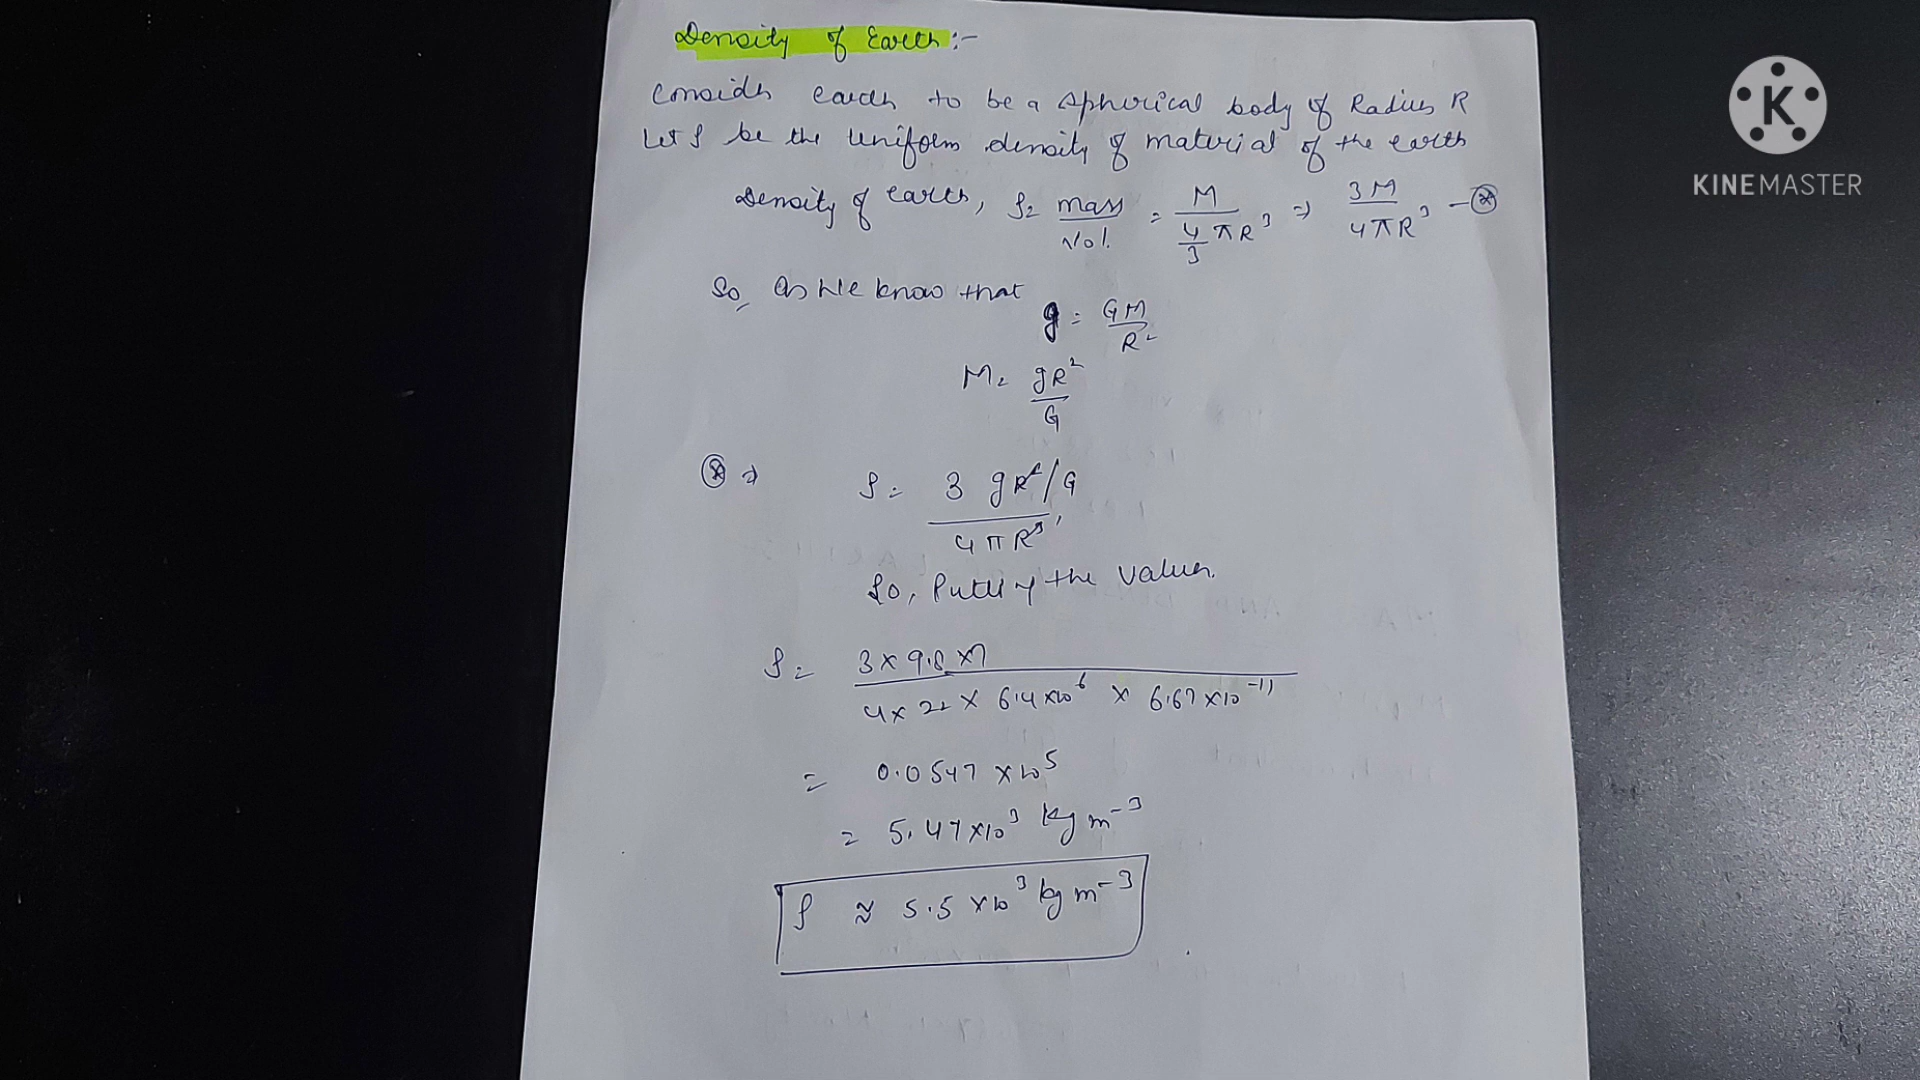 Density of Earth :-
Consider earth to be a spherical body of Radius R
Let ρ be the uniform density of material of the earth
Density of earth, ρ = mass/Vol. = M/(4/3 πR³) ⇒ 3M/(4πR³) - (*)
So, as we know that
g = GM/R²
M = gR²/G
(*) ⇒ ρ = (3 gR²/G)/(4πR³)
So, Putting the values.
ρ = (3×9.8×7)/(4×22×6.4×10⁶ × 6.67×10⁻¹¹)
= 0.0547 ×10⁵
= 5.47×10³ Kg m⁻³
ρ ≈ 5.5 ×10³ kg m⁻³
K
KINEMASTER